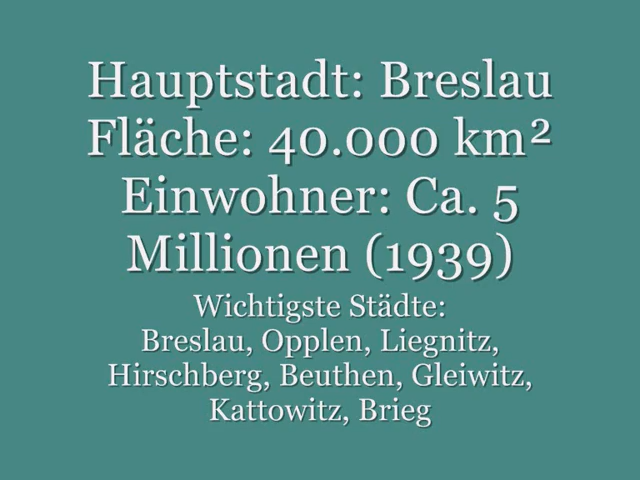 Hauptstadt: Breslau
Fläche: 40.000 km²
Einwohner: Ca. 5
Millionen (1939)
Wichtigste Städte:
Breslau, Opplen, Liegnitz,
Hirschberg, Beuthen, Gleiwitz,
Kattowitz, Brieg